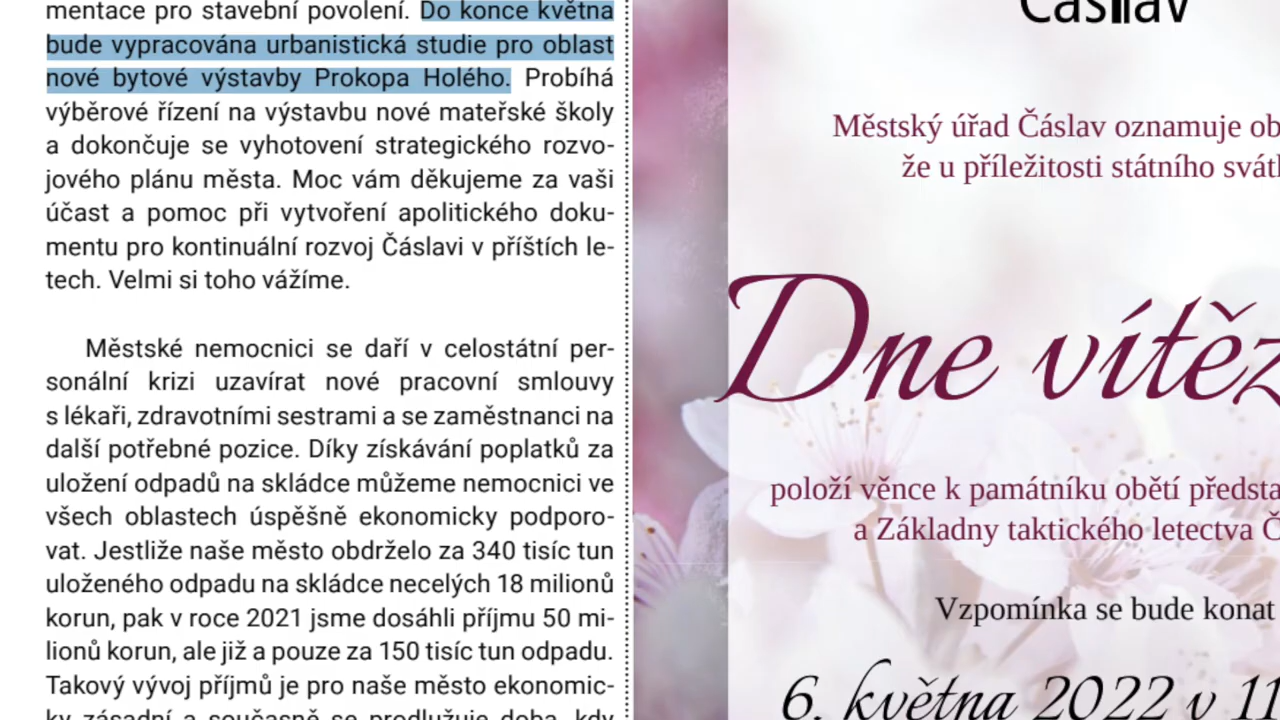 mentace pro stavební povolení. Do konce května
bude vypracována urbanistická studie pro oblast
nové bytové výstavby Prokopa Holého. Probíhá
výběrové řízení na výstavbu nové mateřské školy
a dokončuje se vyhotovení strategického rozvo-
jového plánu města. Moc vám děkujeme za vaši
účast a pomoc při vytvoření apolitického doku-
mentu pro kontinuální rozvoj Čáslavi v příštích le-
tech. Velmi si toho vážíme.
Městské nemocnici se daří v celostátní per-
sonální krizi uzavírat nové pracovní smlouvy
s lékaři, zdravotními sestrami a se zaměstnanci na
další potřebné pozice. Díky získávání poplatků za
uložení odpadů na skládce můžeme nemocnici ve
všech oblastech úspěšně ekonomicky podporo-
vat. Jestliže naše město obdrželo za 340 tisíc tun
uloženého odpadu na skládce necelých 18 milionů
korun, pak v roce 2021 jsme dosáhli příjmu 50 mi-
lionů korun, ale již a pouze za 150 tisíc tun odpadu.
Takový vývoj příjmů je pro naše město ekonomic-
ky zásadní a současně se prodlužuje doba, kdy
Čáslav
Městský úřad Čáslav oznamuje ob
že u příležitosti státního svátk
Dne vítěz
položí věnce k památníku obětí předsta
a Základny taktického letectva Č
Vzpomínka se bude konat
6. května 2022 v 11